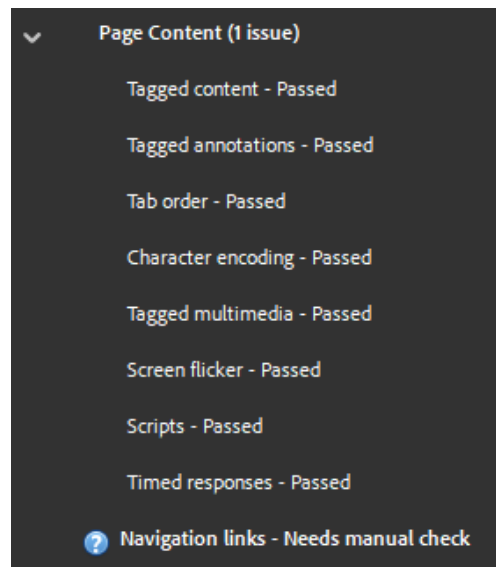 Page Content (1 issue)
Tagged content - Passed
Tagged annotations - Passed
Tab order - Passed
Character encoding - Passed
Tagged multimedia - Passed
Screen flicker - Passed
Scripts - Passed
Timed responses - Passed
? Navigation links - Needs manual check